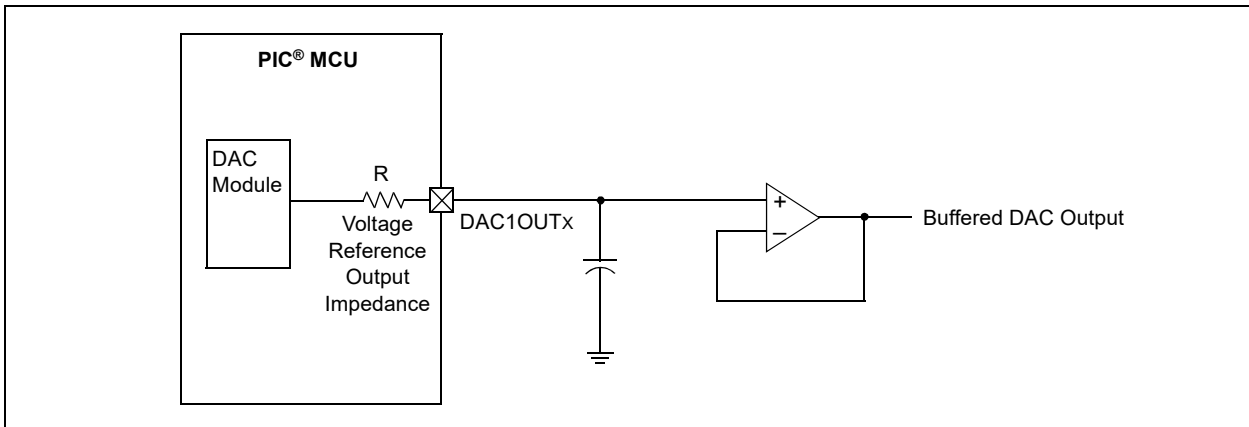 PIC® MCU
DAC
Module
R
Voltage
Reference
Output
Impedance
DAC1OUTX
+
–
Buffered DAC Output